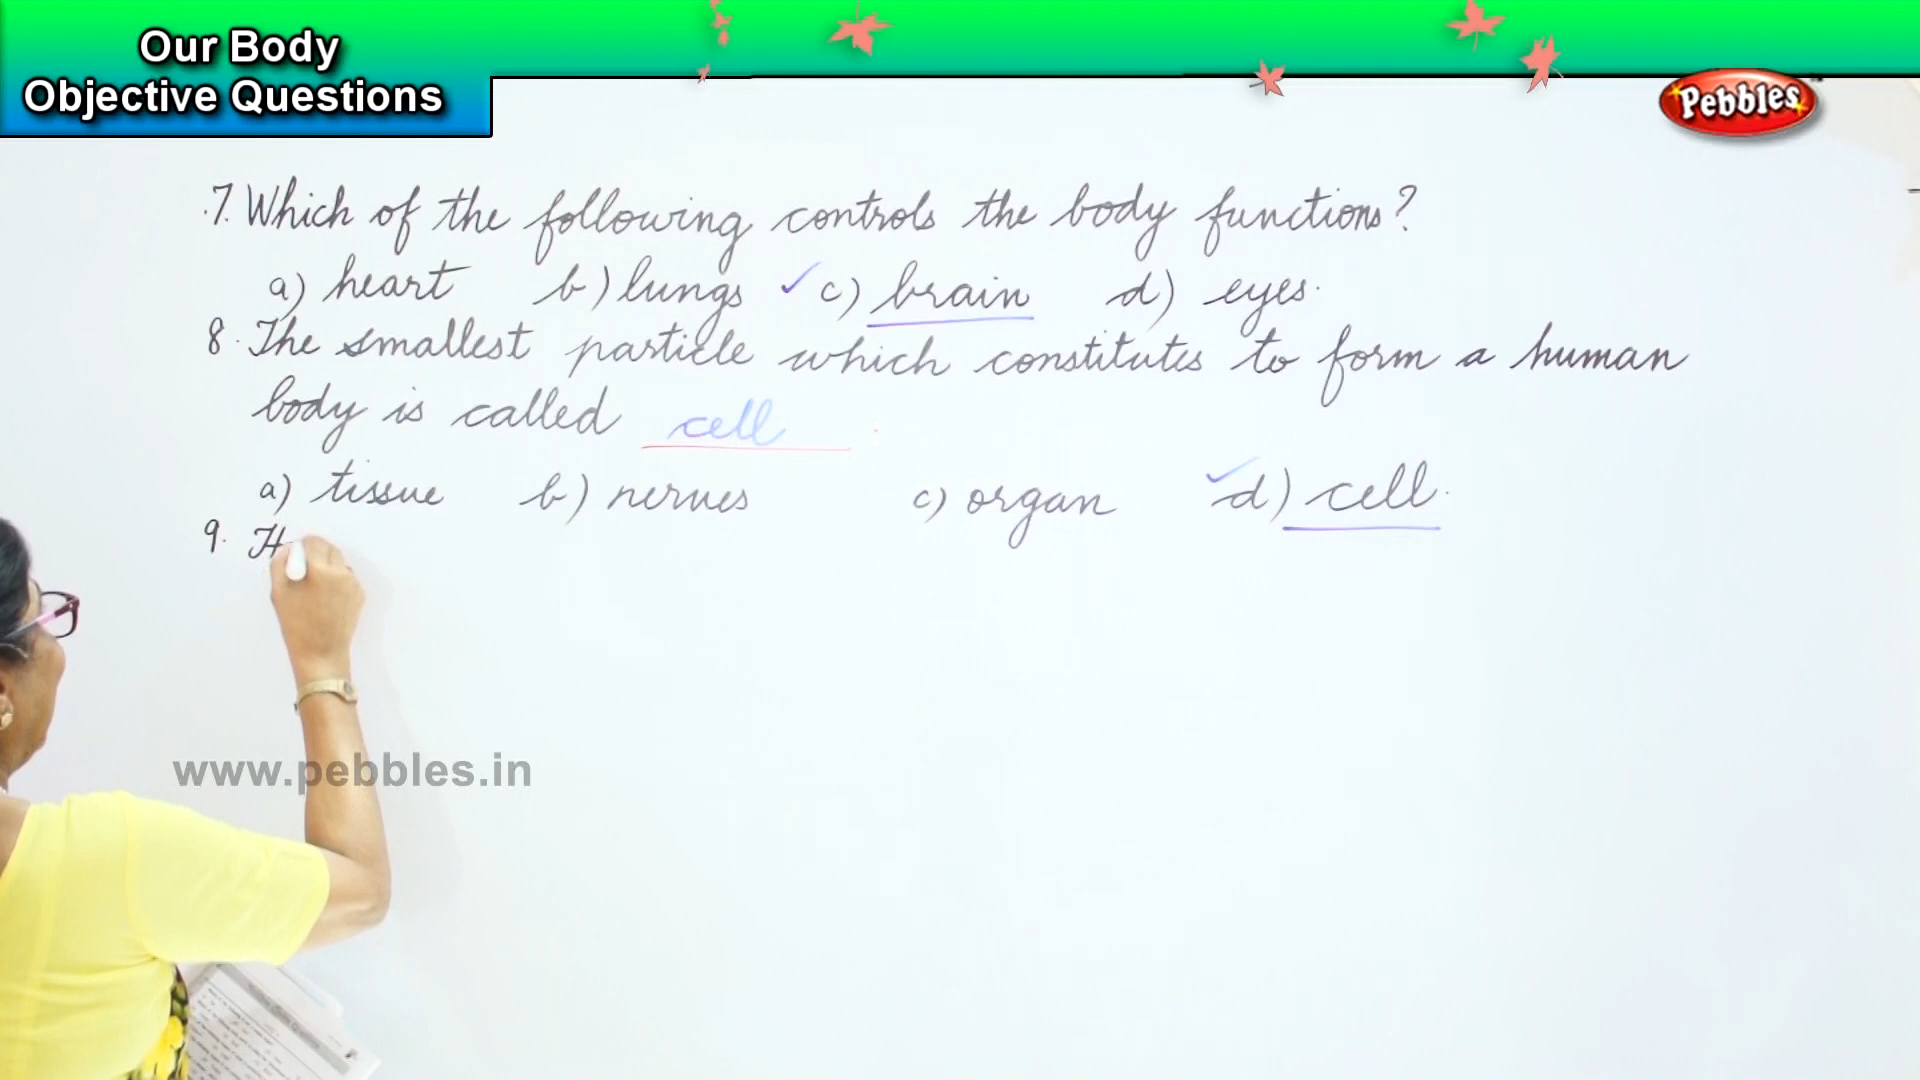 Our Body
Objective Questions
Pebbles
7. Which of the following controls the body functions?
a) heart b) lungs ✓ c) brain d) eyes.
8. The smallest particle which constitutes to form a human
body is called cell .
a) tissue b) nerves c) organ ✓ d) cell.
9. H
www.pebbles.in